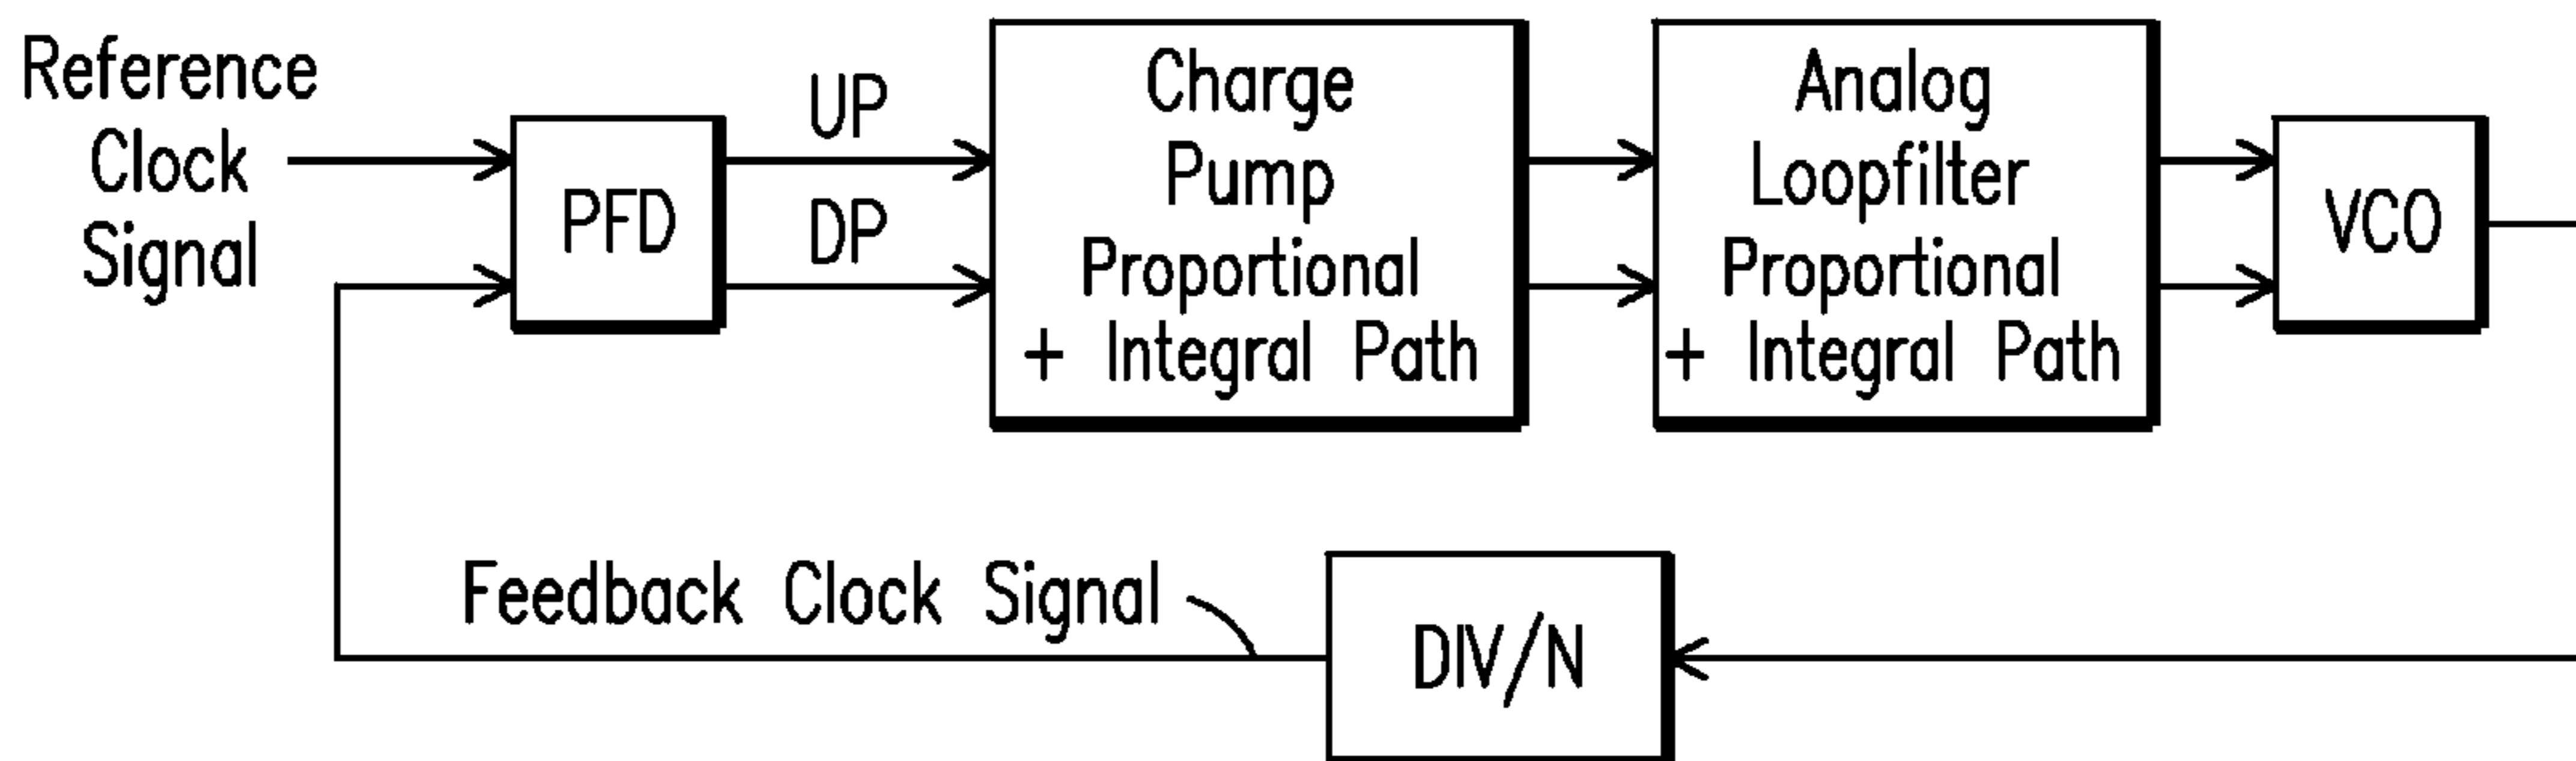 Reference
Clock
Signal
PFD
UP
DP
Charge
Pump
Proportional
+ Integral Path
Analog
Loopfilter
Proportional
+ Integral Path
VCO
Feedback Clock Signal
DIV/N